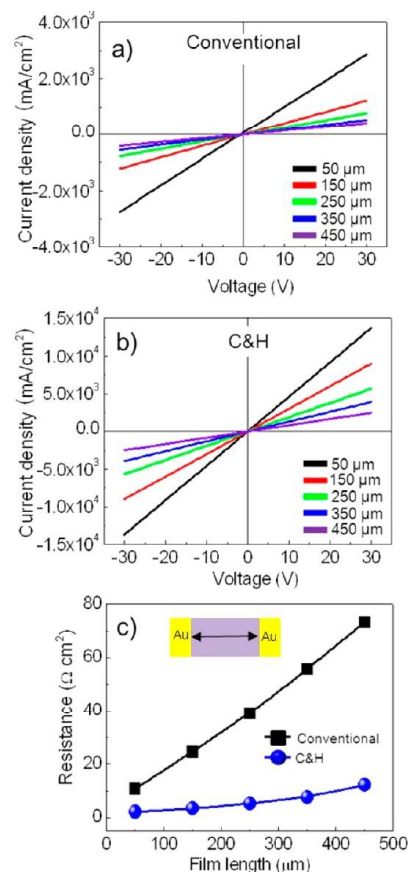 a)
Conventional
Current density (mA/cm²)
4.0x10³
2.0x10³
0.0
-2.0x10³
-4.0x10³
50 μm
150 μm
250 μm
350 μm
450 μm
-30 -20 -10 0 10 20 30
Voltage (V)
b)
C&H
Current density (mA/cm²)
1.5x10⁴
1.0x10⁴
5.0x10³
0.0
-5.0x10³
-1.0x10⁴
-1.5x10⁴
50 μm
150 μm
250 μm
350 μm
450 μm
-30 -20 -10 0 10 20 30
Voltage (V)
c)
Au Au
Resistance (Ω cm²)
80
60
40
20
0
Conventional
C&H
0 100 200 300 400 500
Film length (μm)